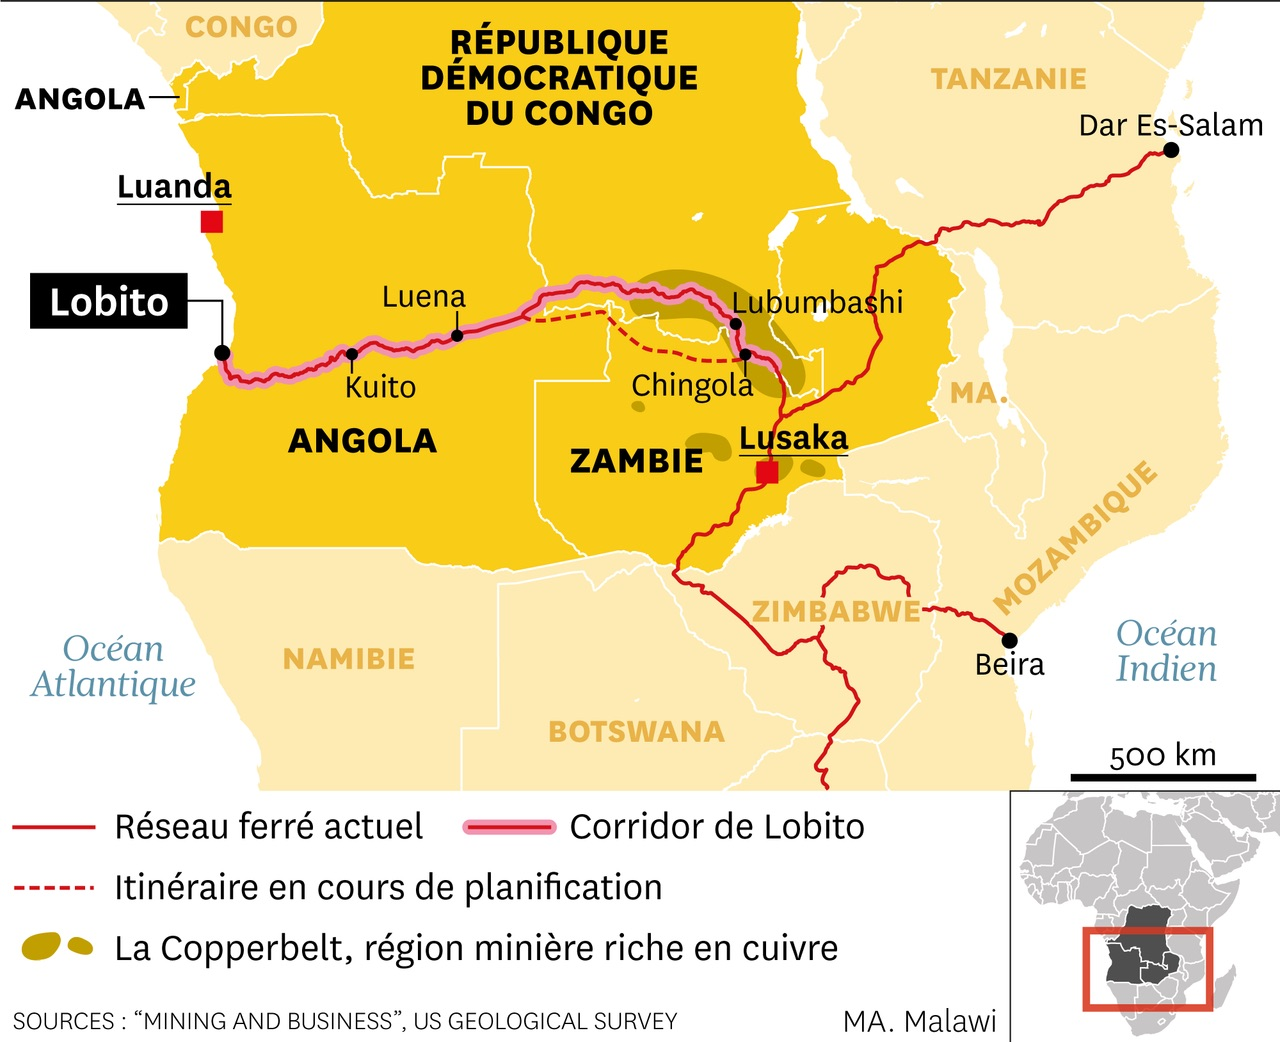 CONGO
RÉPUBLIQUE
DÉMOCRATIQUE
DU CONGO
TANZANIE
ANGOLA
Dar Es-Salam
Luanda
Lobito
Luena
Lubumbashi
Kuito
Chingola
MA.
ANGOLA
ZAMBIE
Lusaka
MOZAMBIQUE
ZIMBABWE
Océan
Atlantique
NAMIBIE
Beira
Océan
Indien
BOTSWANA
500 km
Réseau ferré actuel
Corridor de Lobito
Itinéraire en cours de planification
La Copperbelt, région minière riche en cuivre
SOURCES : “MINING AND BUSINESS”, US GEOLOGICAL SURVEY
MA. Malawi